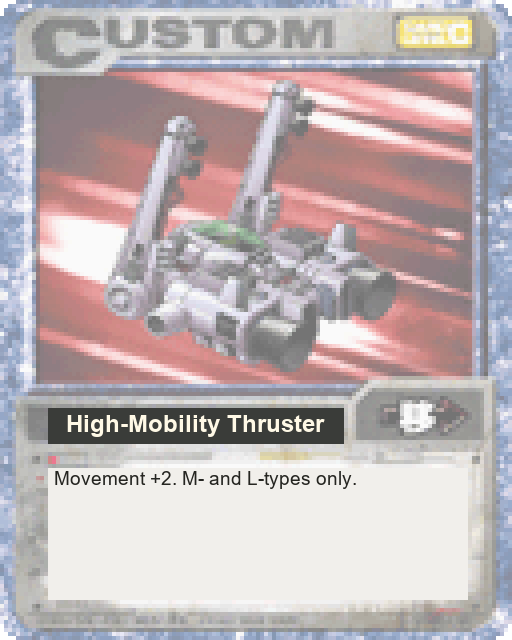 CUSTOM
High-Mobility Thruster
Movement +2. M- and L-types only.